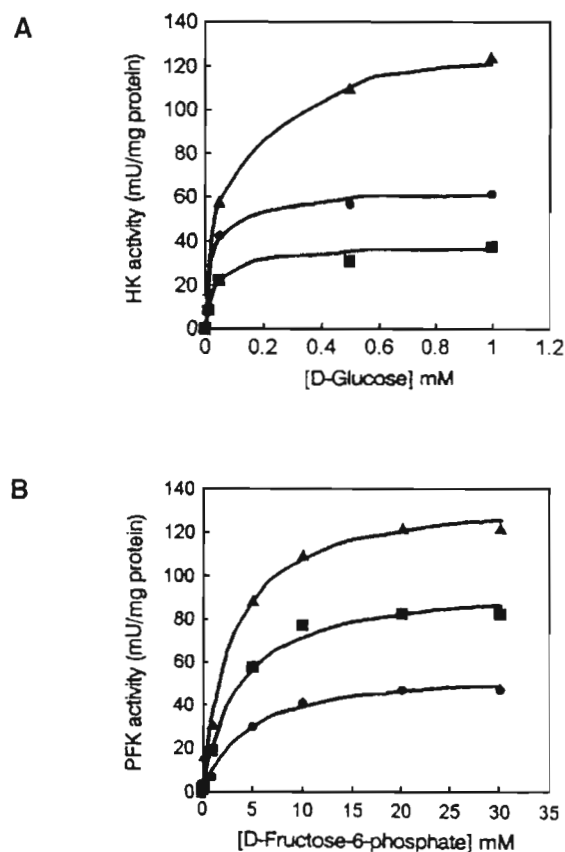 A
HK activity (mU/mg protein)
140
120
100
80
60
40
20
0
0 0.2 0.4 0.6 0.8 1 1.2
[D-Glucose] mM
B
PFK activity (mU/mg protein)
140
120
100
80
60
40
20
0
0 5 10 15 20 25 30 35
[D-Fructose-6-phosphate] mM